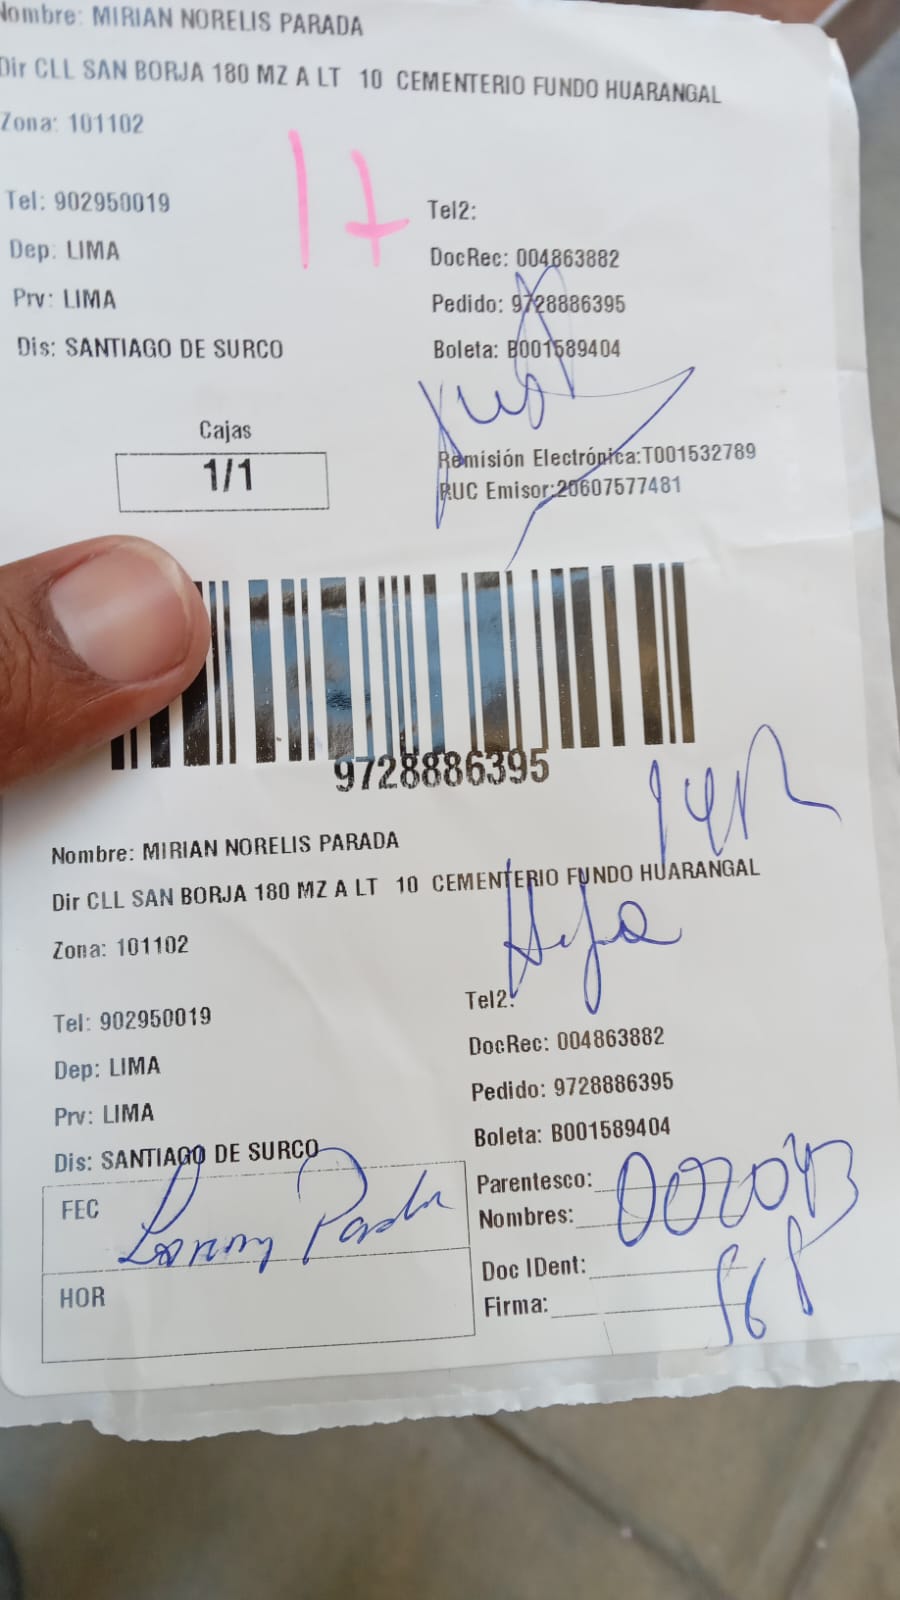 Nombre: MIRIAN NORELIS PARADA
Dir CLL SAN BORJA 180 MZ A LT 10 CEMENTERIO FUNDO HUARANGAL
Zona: 101102
17
Tel: 902950019
Tel2:
Dep: LIMA
DocRec: 004863882
Prv: LIMA
Pedido: 9728886395
Dis: SANTIAGO DE SURCO
Boleta: B001589404
Cajas
1/1
Remisión Electrónica:T001532789
RUC Emisor:20607577481
9728886395
Nombre: MIRIAN NORELIS PARADA
Dir CLL SAN BORJA 180 MZ A LT 10 CEMENTERIO FUNDO HUARANGAL
Hija
Zona: 101102
Tel: 902950019
Tel2:
Dep: LIMA
DocRec: 004863882
Prv: LIMA
Pedido: 9728886395
Dis: SANTIAGO DE SURCO
Boleta: B001589404
FEC
Parada
Parentesco:
Nombres:
HOR
Doc IDent:
Firma: